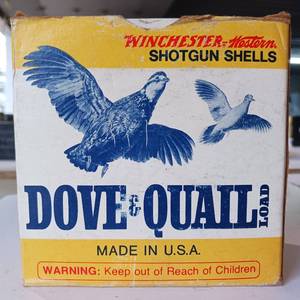 WINCHESTER-Western
SHOTGUN SHELLS
DOVE & QUAIL LOAD
MADE IN U.S.A.
WARNING: Keep out of Reach of Children